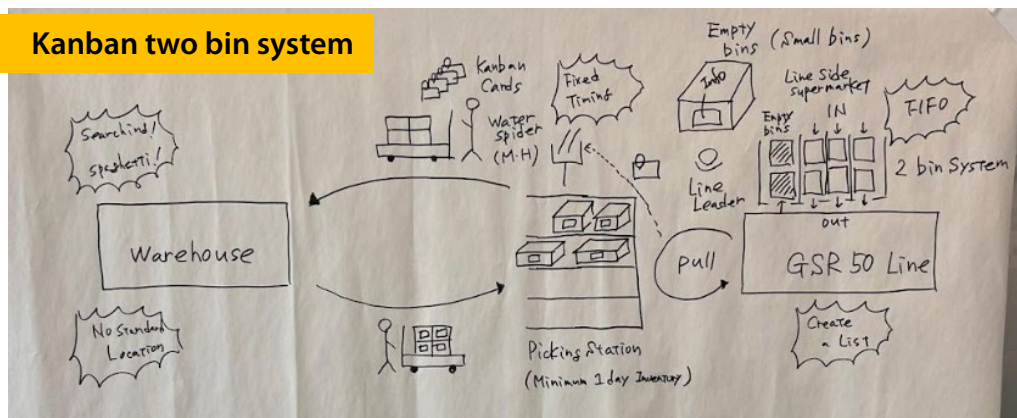 Kanban two bin system
Searching!
Spaghetti!
Kanban
Cards
Water
spider
(M.H)
Fixed
Timing
Empty
bins (Small bins)
Info
Line Side
supermarket
IN
Empty
bins
FIFO
2 bin System
Line
Leader
out
Warehouse
Pull
GSR 50 Line
No Standard
Location
Picking Station
(Minimum 1 day Inventory)
Create
a List